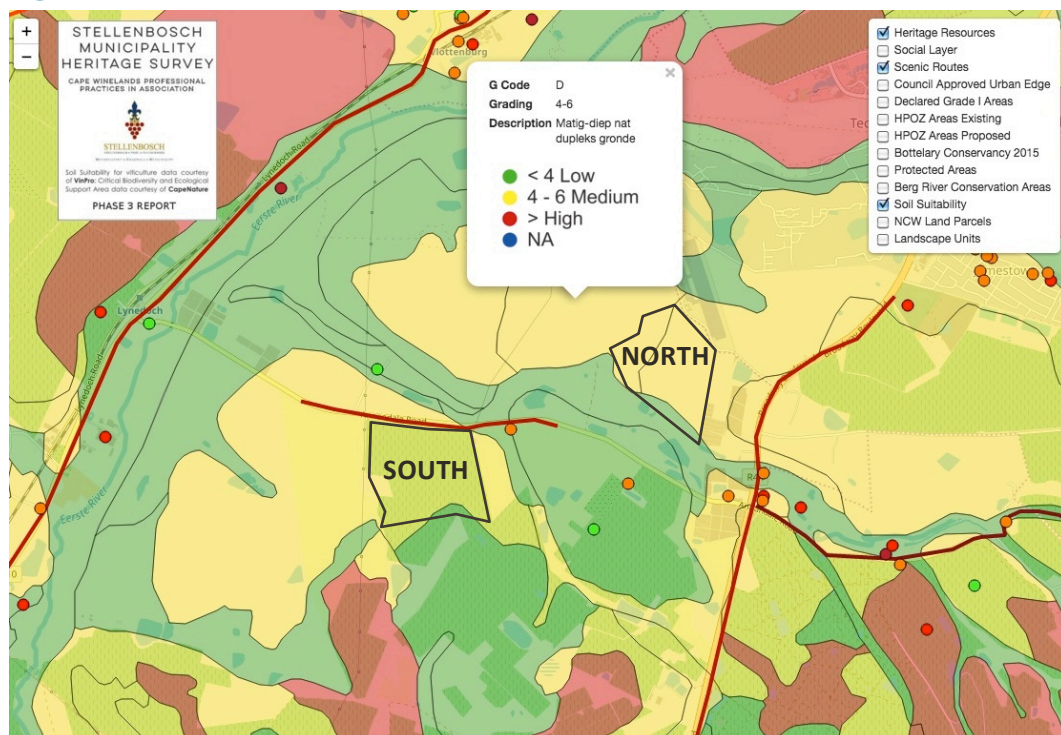 +
−
STELLENBOSCH
MUNICIPALITY
HERITAGE SURVEY
CAPE WINELANDS PROFESSIONAL
PRACTICES IN ASSOCIATION
STELLENBOSCH
Soil Suitability for viticulture data courtesy
of VinPro; Critical Biodiversity and Ecological
Support Area data courtesy of CapeNature
PHASE 3 REPORT
×
G Code D
Grading 4-6
Description Matig-diep nat
dupleks gronde
< 4 Low
4 - 6 Medium
> High
NA
Heritage Resources
Social Layer
Scenic Routes
Council Approved Urban Edge
Declared Grade I Areas
HPOZ Areas Existing
HPOZ Areas Proposed
Bottelary Conservancy 2015
Protected Areas
Berg River Conservation Areas
Soil Suitability
NCW Land Parcels
Landscape Units
Vlottenburg
Lynedoch Road
Eerste River
Lynedoch
Lynedoch Road
Eerste River
NORTH
SOUTH